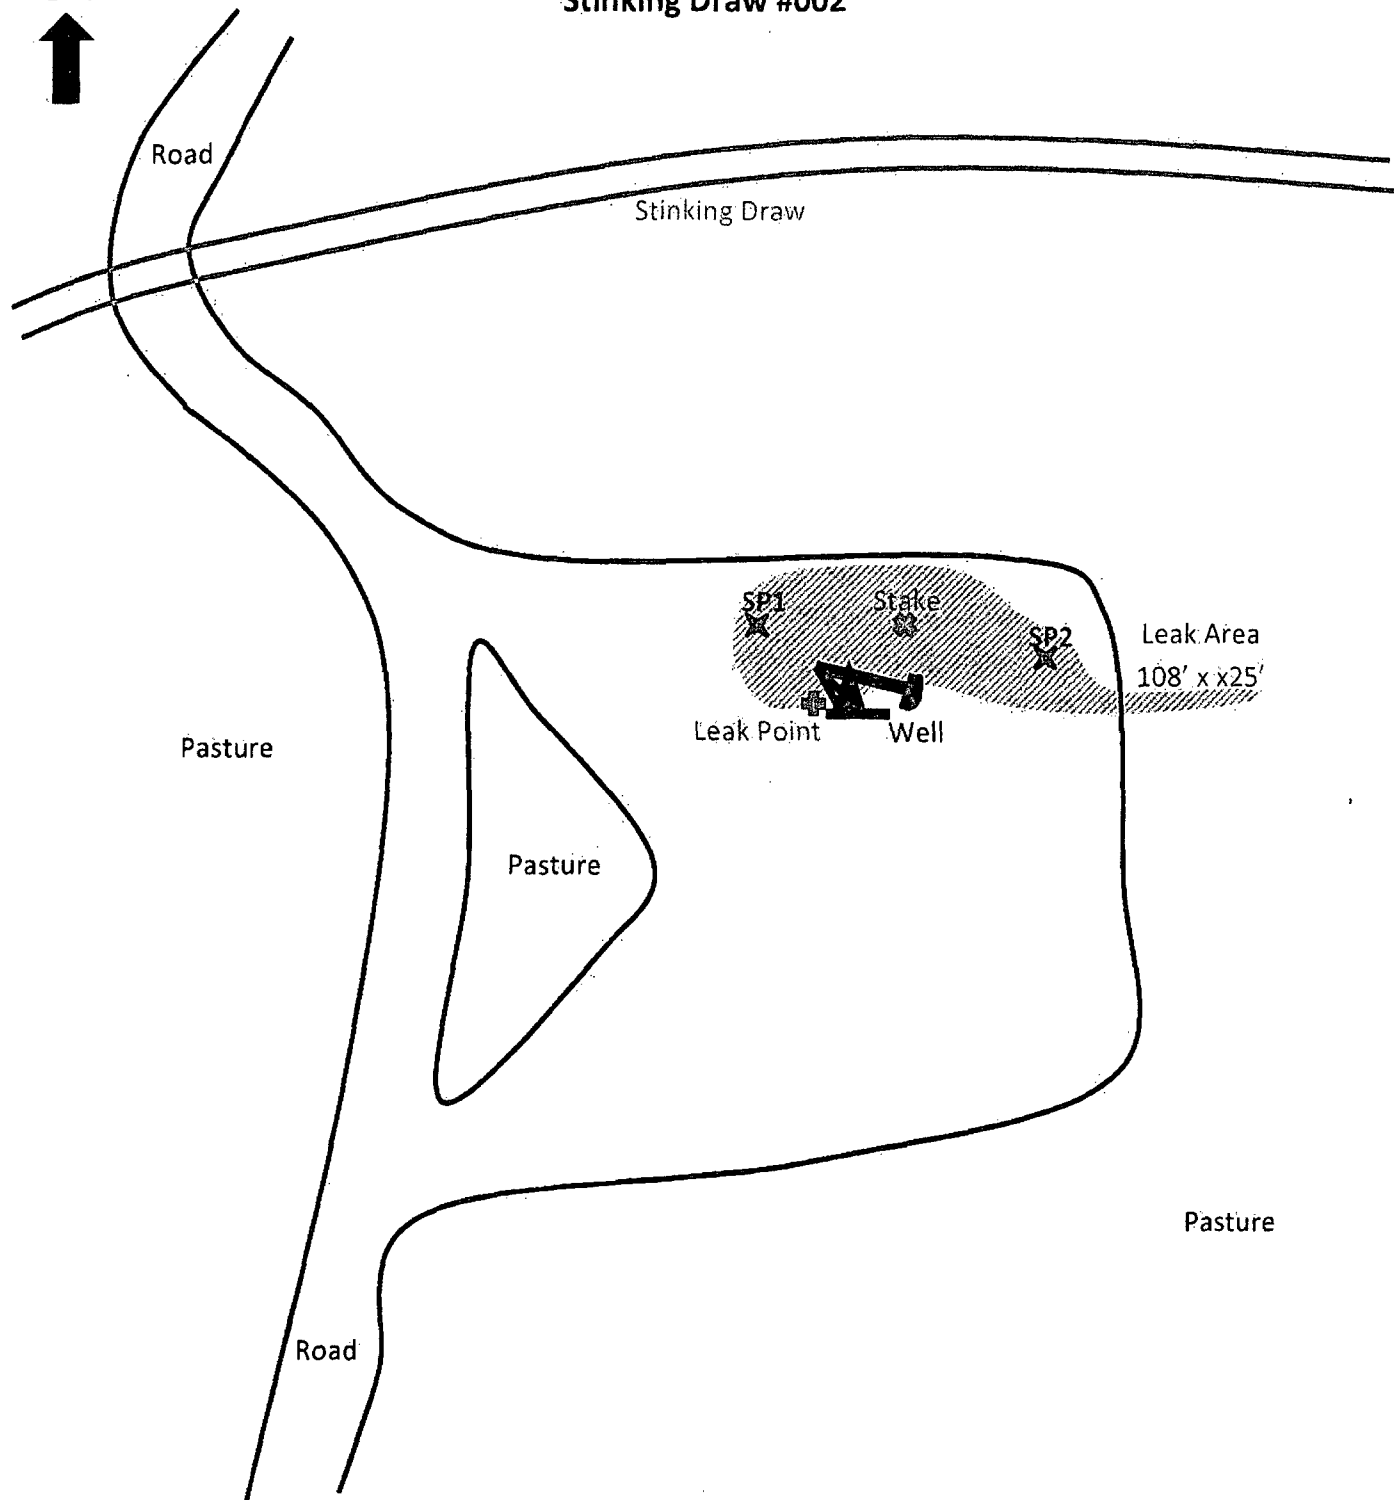 Stinking Draw #002
Road
Stinking Draw
SP1
Stake
SP2
Leak Area
108' x x25'
Leak Point
Well
Pasture
Pasture
Pasture
Road